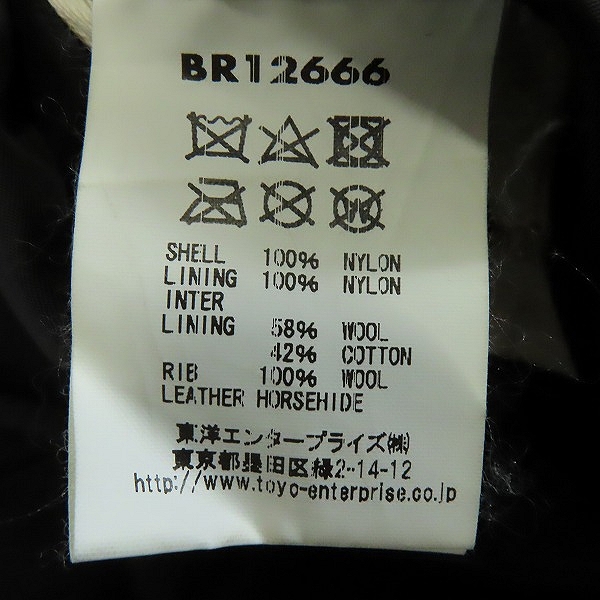 BR12666
SHELL 100% NYLON
LINING 100% NYLON
INTER
LINING 58% WOOL
42% COTTON
RIB 100% WOOL
LEATHER HORSEHIDE
東洋エンタープライズ㈱
東京都墨田区緑2-14-12
http://www.toyo-enterprise.co.jp